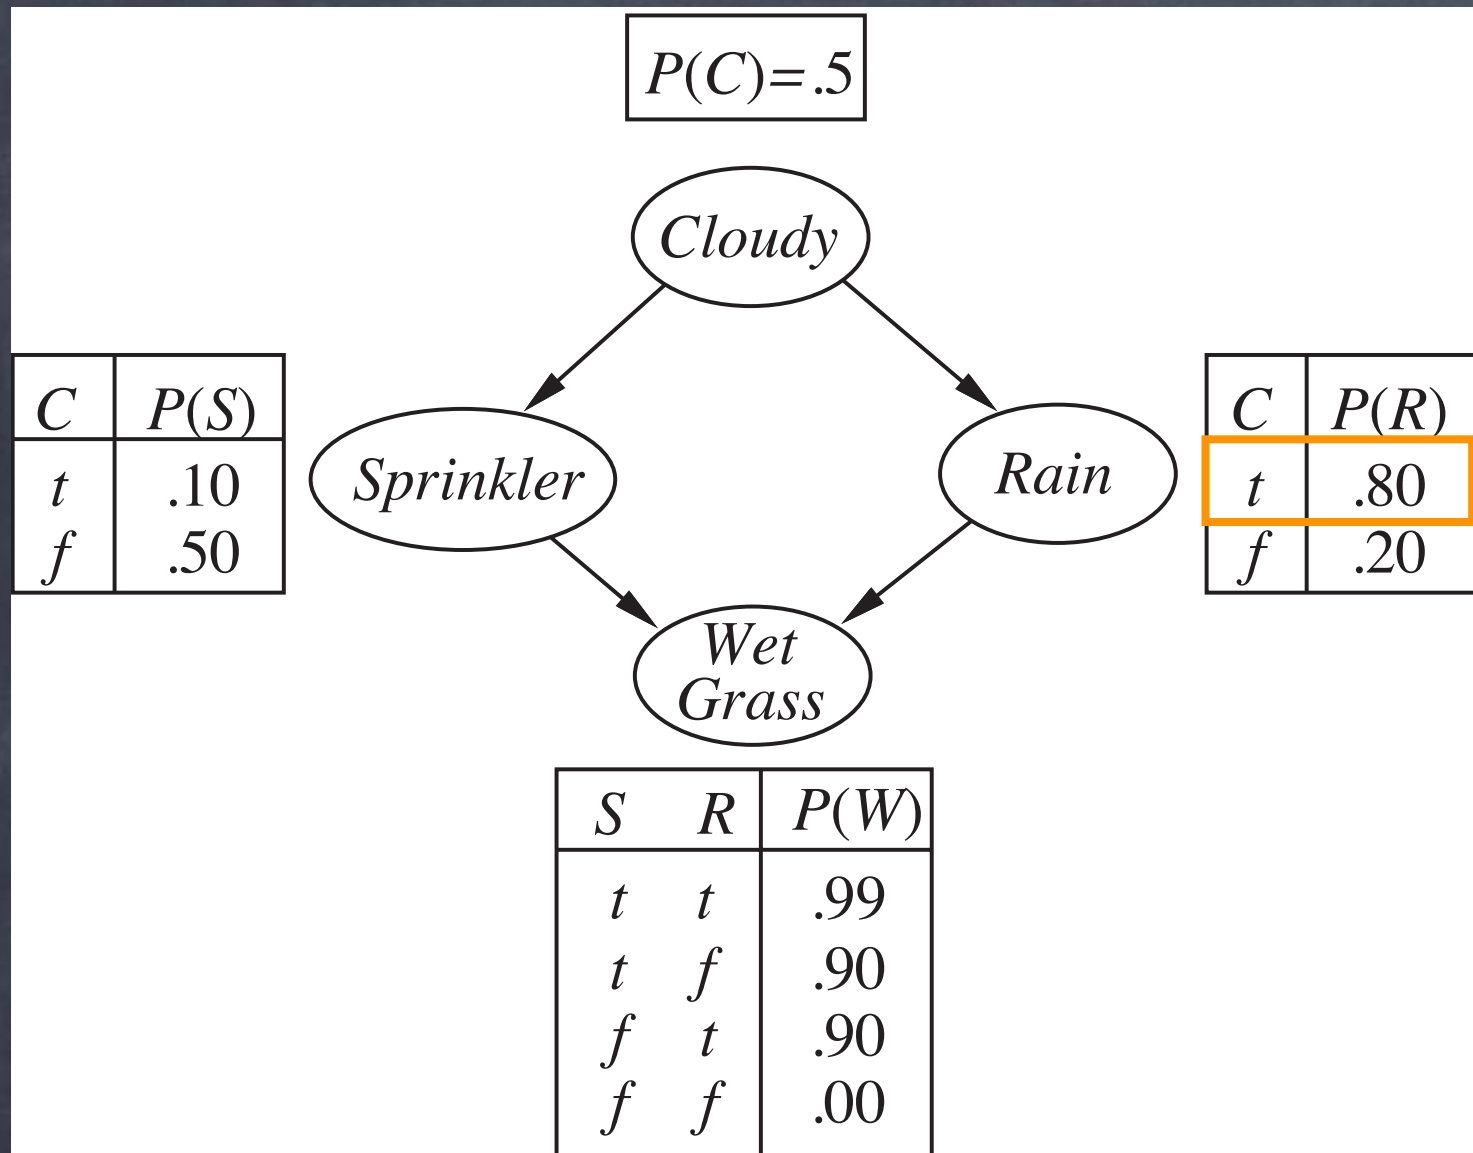 P(C)=.5
Cloudy
C P(S)
t .10
f .50
Sprinkler
Rain
C P(R)
t .80
f .20
Wet
Grass
S R P(W)
t t .99
t f .90
f t .90
f f .00